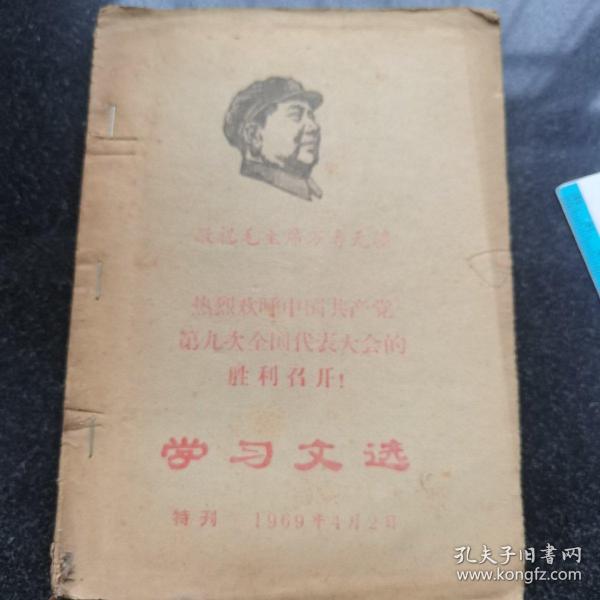 敬祝毛主席万寿无疆
热烈欢呼中国共产党
第九次全国代表大会的
胜利召开！
学习文选
特刊 1969年4月2日
孔夫子旧书网
www.kongfz.com